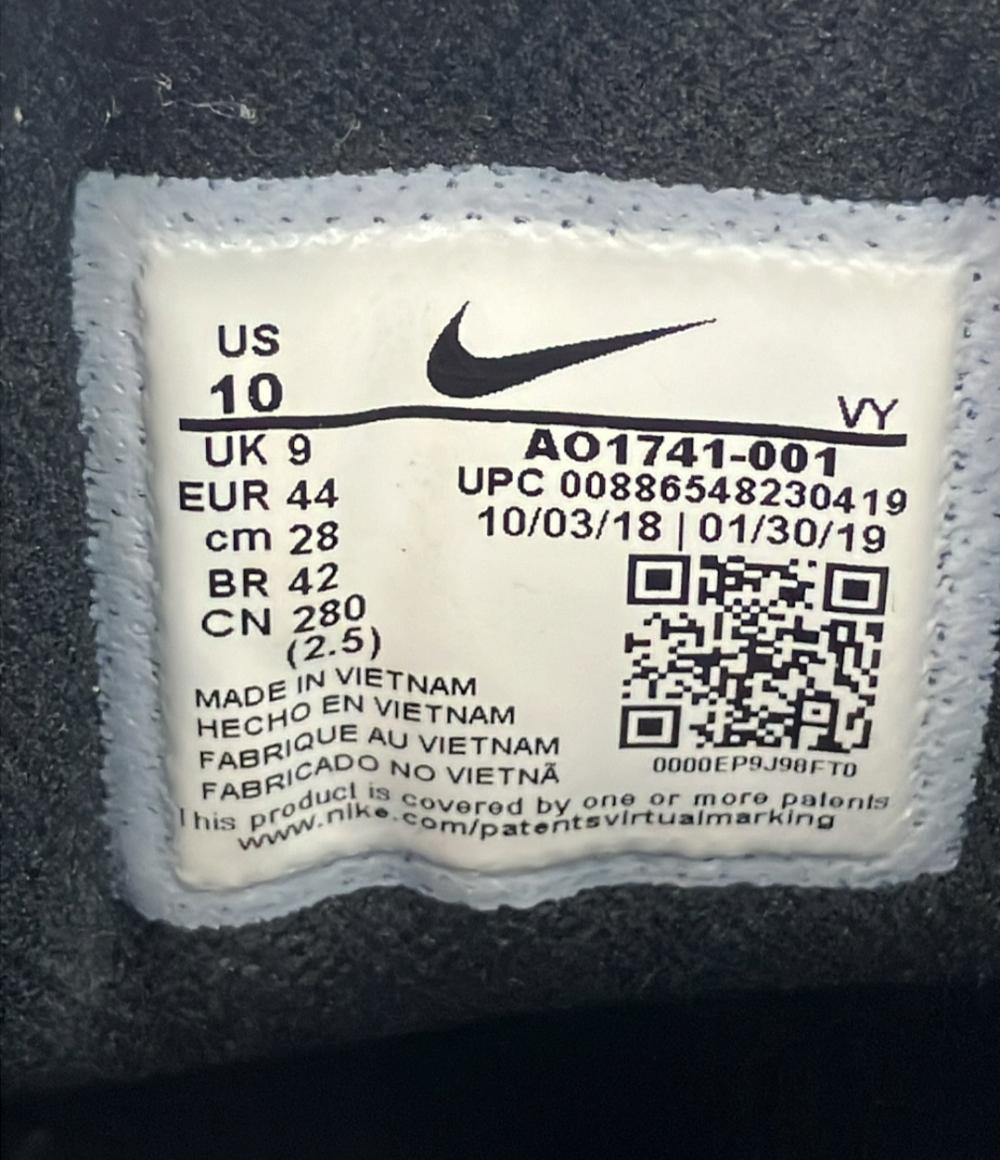 US
10
VY
UK 9
EUR 44
cm 28
BR 42
CN 280
(2.5)
AO1741-001
UPC 00886548230419
10/03/18 | 01/30/19
0000EP9J98FT0
MADE IN VIETNAM
HECHO EN VIETNAM
FABRIQUE AU VIETNAM
FABRICADO NO VIETNÃ
This product is covered by one or more patents
www.nike.com/patentsvirtualmarking